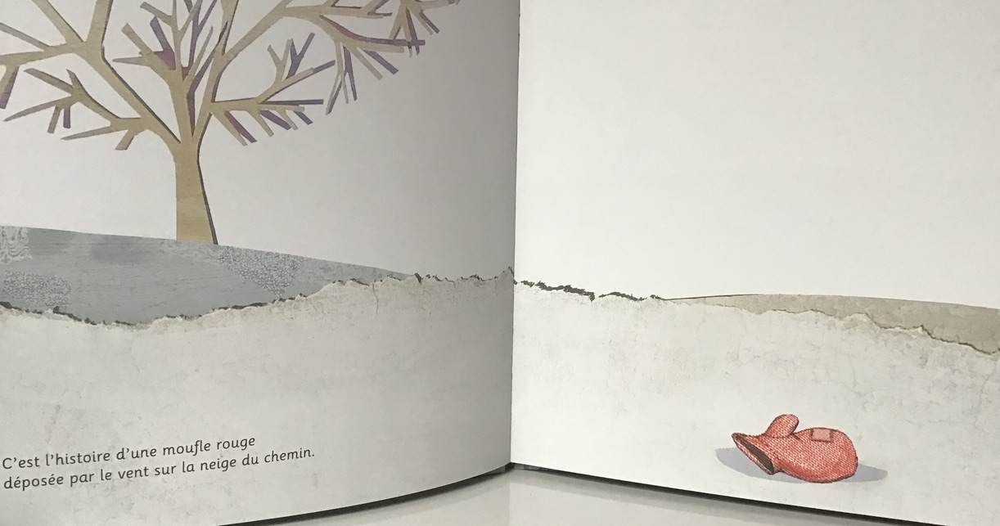 C'est l'histoire d'une moufle rouge
déposée par le vent sur la neige du chemin.